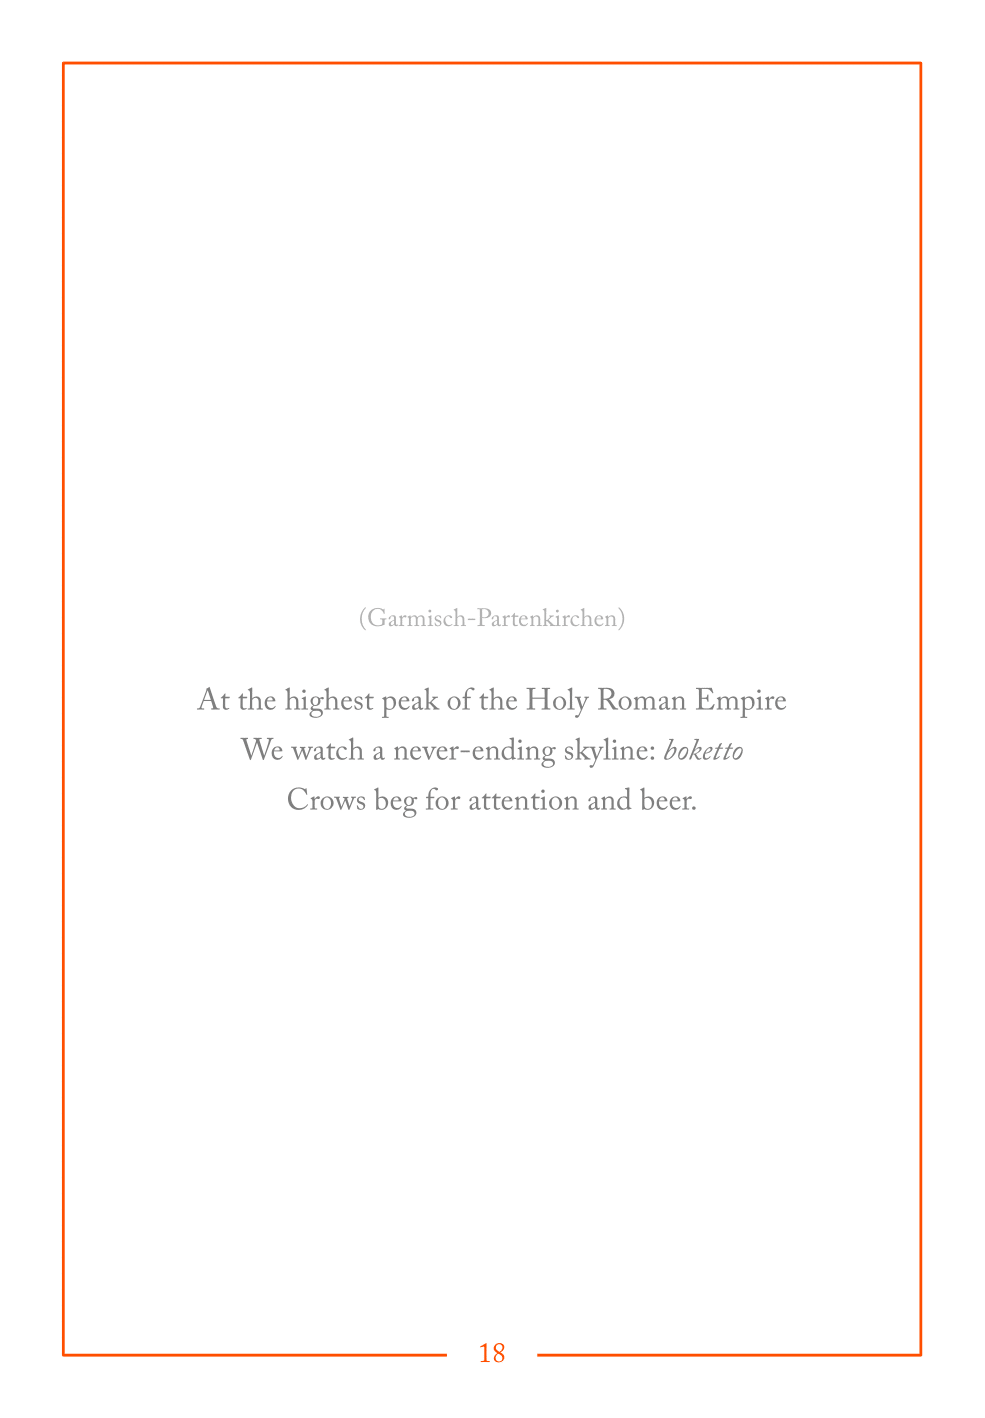 (Garmisch-Partenkirchen)
At the highest peak of the Holy Roman Empire
We watch a never-ending skyline: boketto
Crows beg for attention and beer.
18